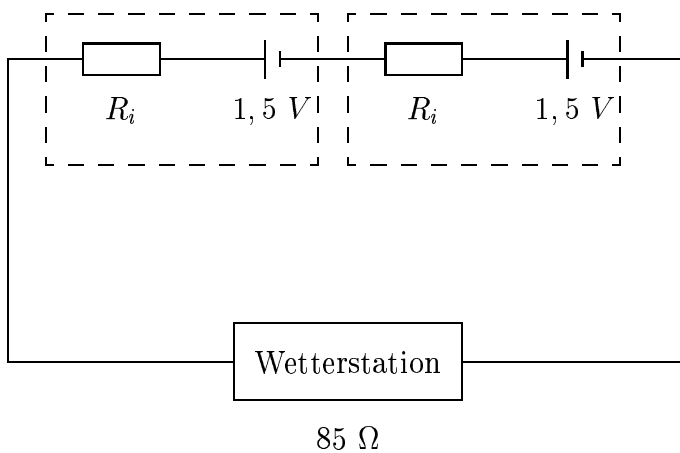 R_i 1, 5 V R_i 1, 5 V
Wetterstation
85 Ω